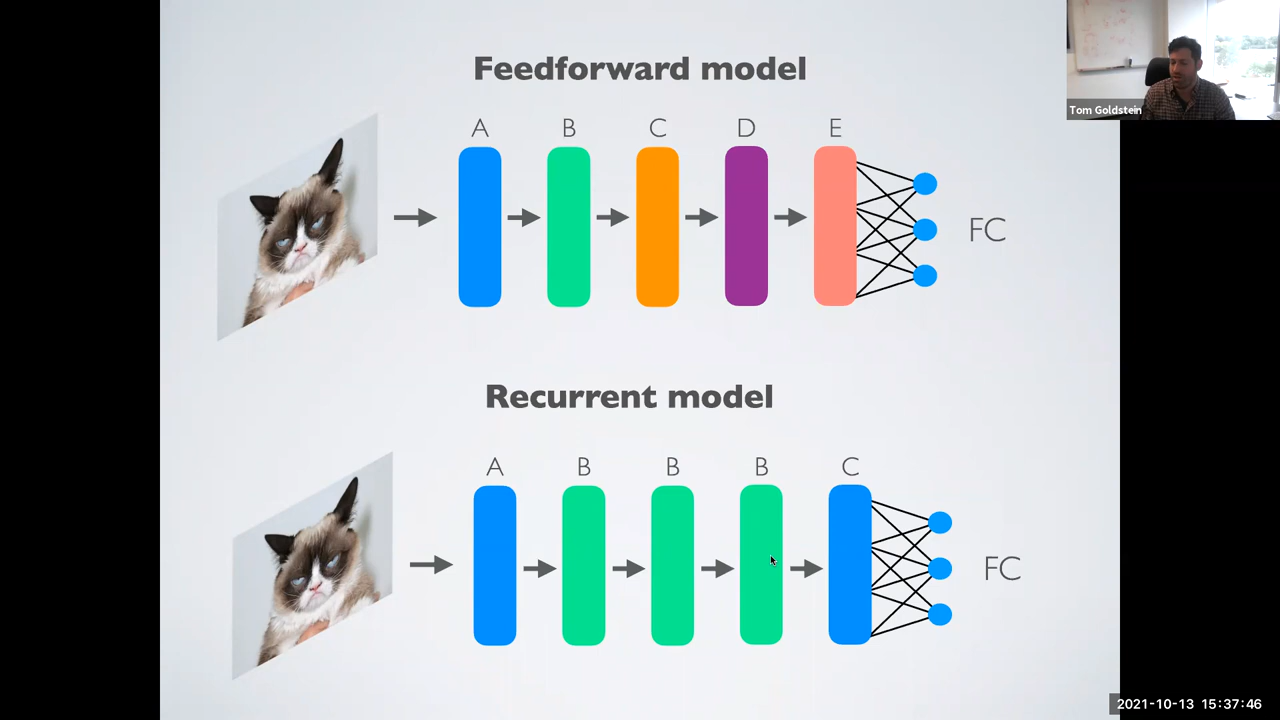 Feedforward model
A B C D E
FC
Recurrent model
A B B B C
FC
Tom Goldstein
2021-10-13 15:37:46